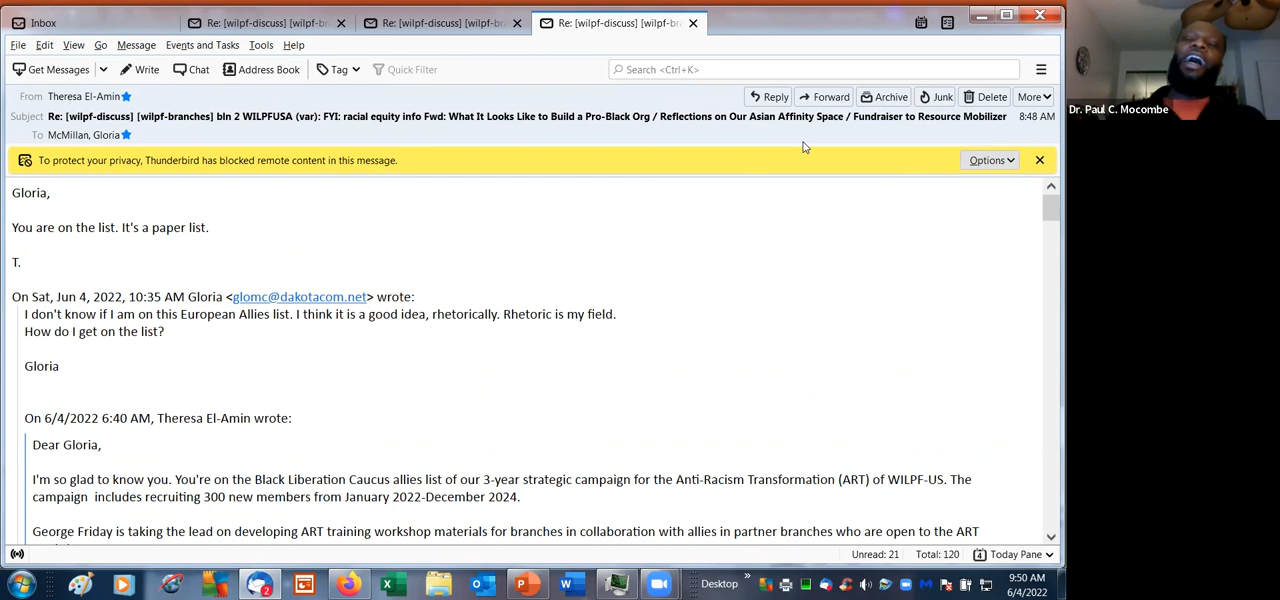 Inbox
Re: [wilpf-discuss] [wilpf-br
Re: [wilpf-discuss] [wilpf-bn
Re: [wilpf-discuss] [wilpf-bra
File Edit View Go Message Events and Tasks Tools Help
Get Messages Write Chat Address Book Tag Quick Filter Search <Ctrl+K>
From Theresa El-Amin Reply Forward Archive Junk Delete More
Subject Re: [wilpf-discuss] [wilpf-branches] bln 2 WILPFUSA (var): FYI: racial equity info Fwd: What It Looks Like to Build a Pro-Black Org / Reflections on Our Asian Affinity Space / Fundraiser to Resource Mobilizer 8:48 AM
To McMillan, Gloria
To protect your privacy, Thunderbird has blocked remote content in this message. Options
Gloria,
You are on the list. It's a paper list.
T.
On Sat, Jun 4, 2022, 10:35 AM Gloria <glomc@dakotacom.net> wrote:
I don't know if I am on this European Allies list. I think it is a good idea, rhetorically. Rhetoric is my field.
How do I get on the list?
Gloria
On 6/4/2022 6:40 AM, Theresa El-Amin wrote:
Dear Gloria,
I'm so glad to know you. You're on the Black Liberation Caucus allies list of our 3-year strategic campaign for the Anti-Racism Transformation (ART) of WILPF-US. The
campaign includes recruiting 300 new members from January 2022-December 2024.
George Friday is taking the lead on developing ART training workshop materials for branches in collaboration with allies in partner branches who are open to the ART
Unread: 21 Total: 120 Today Pane
Desktop
9:50 AM
6/4/2022
Dr. Paul C. Mocombe